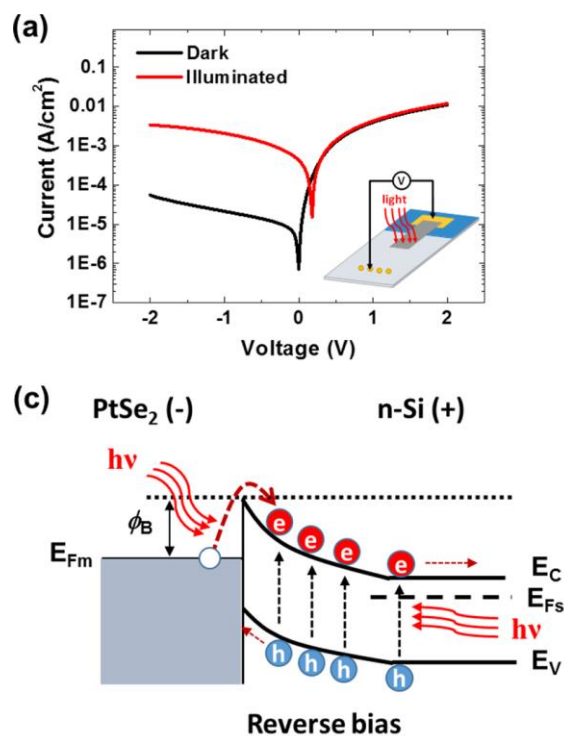 (a)
Current (A/cm²)
0.1
0.01
1E-3
1E-4
1E-5
1E-6
1E-7
Dark
Illuminated
V
light
-2
-1
0
1
2
Voltage (V)
(c)
PtSe₂ (-)
n-Si (+)
hν
ϕB
EFm
e e e e
EC
EFs
hν
h h h h
EV
Reverse bias